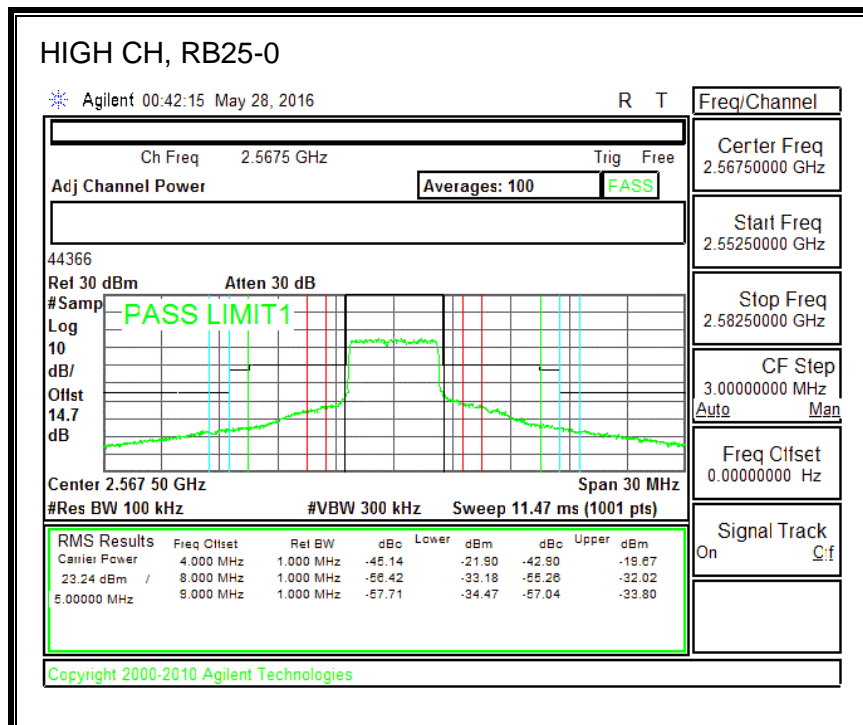 HIGH CH, RB25-0
Agilent 00:42:15 May 28, 2016 R T
Freq/Channel
Ch Freq 2.5675 GHz Trig Free
Adj Channel Power Averages: 100 PASS
Center Freq
2.56750000 GHz
Start Freq
2.55250000 GHz
Stop Freq
2.58250000 GHz
CF Step
3.00000000 MHz
Auto Man
Freq Offset
0.00000000 Hz
Signal Track
On Off
44366
Ref 30 dBm Atten 30 dB
#Samp
Log
10
dB/
Offst
14.7
dB
PASS LIMIT1
Center 2.567 50 GHz Span 30 MHz
#Res BW 100 kHz #VBW 300 kHz Sweep 11.47 ms (1001 pts)
RMS Results Freq Offset Ref BW dBc Lower dBm dBc Upper dBm
Carrier Power 4.000 MHz 1.000 MHz -45.14 -21.90 -42.90 -19.67
23.24 dBm / 8.000 MHz 1.000 MHz -56.42 -33.18 -55.26 -32.02
5.00000 MHz 9.000 MHz 1.000 MHz -57.71 -34.47 -57.04 -33.80
Copyright 2000-2010 Agilent Technologies